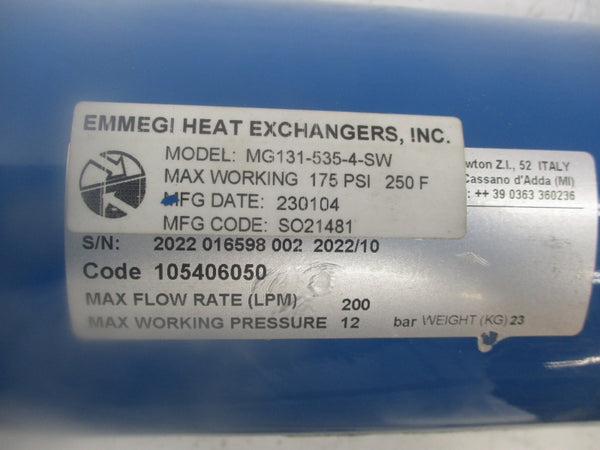 EMMEGI HEAT EXCHANGERS, INC.
MODEL: MG131-535-4-SW
MAX WORKING 175 PSI 250 F
MFG DATE: 230104
MFG CODE: SO21481
wton Z.I., 52 ITALY
Cassano d'Adda (MI)
: ++ 39 0363 360236
S/N: 2022 016598 002 2022/10
Code 105406050
MAX FLOW RATE (LPM) 200
MAX WORKING PRESSURE 12 bar WEIGHT (KG) 23